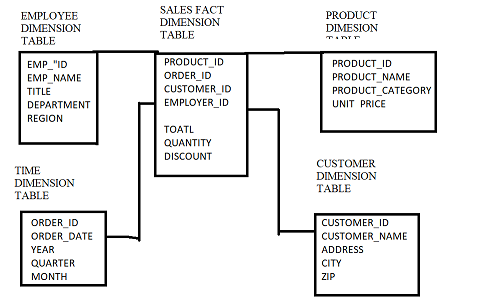 EMPLOYEE
DIMENSION
TABLE
SALES FACT
DIMENSION
TABLE
PRODUCT
DIMESION
TABLE
EMP_"ID
EMP_NAME
TITLE
DEPARTMENT
REGION
PRODUCT_ID
ORDER_ID
CUSTOMER_ID
EMPLOYER_ID
TOATL
QUANTITY
DISCOUNT
PRODUCT_ID
PRODUCT_NAME
PRODUCT_CATEGORY
UNIT PRICE
TIME
DIMENSION
TABLE
CUSTOMER
DIMENSION
TABLE
ORDER_ID
ORDER_DATE
YEAR
QUARTER
MONTH
CUSTOMER_ID
CUSTOMER_NAME
ADDRESS
CITY
ZIP